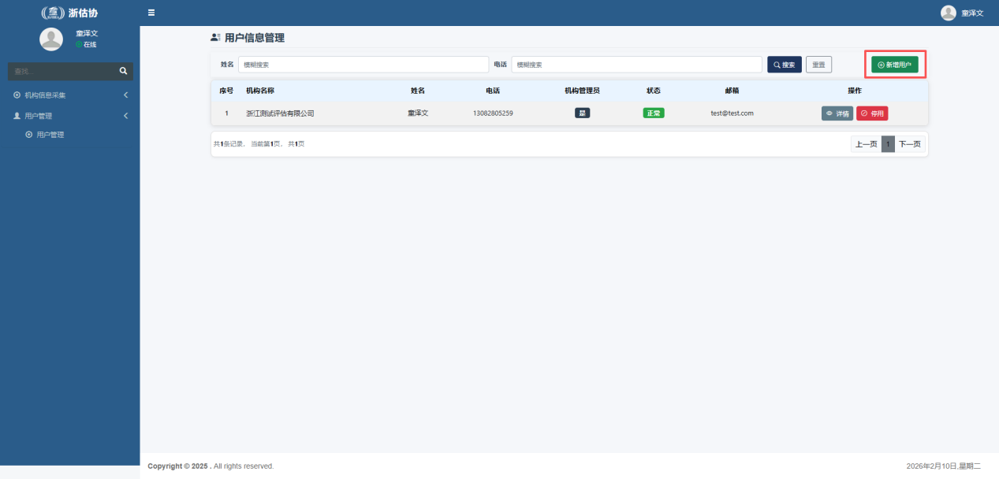 浙估协
童泽文
童泽文
在线
查找...
机构信息采集
用户管理
用户管理
用户信息管理
姓名 模糊搜索 电话 模糊搜索 搜索 重置 新增用户
序号 机构名称 姓名 电话 机构管理员 状态 邮箱 操作
1 浙江测试评估有限公司 童泽文 13082805259 是 正常 test@test.com 详情 停用
共1条记录， 当前第1页， 共1页 上一页 1 下一页
Copyright © 2025 . All rights reserved. 2026年2月10日,星期二